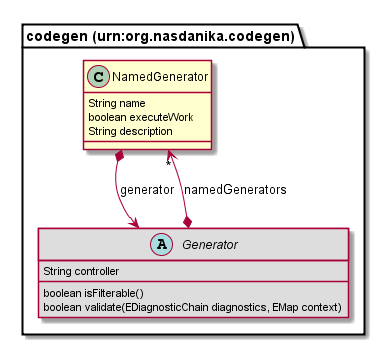 codegen (urn:org.nasdanika.codegen)
C NamedGenerator
String name
boolean executeWork
String description
generator
*
namedGenerators
A Generator
String controller
boolean isFilterable()
boolean validate(EDiagnosticChain diagnostics, EMap context)